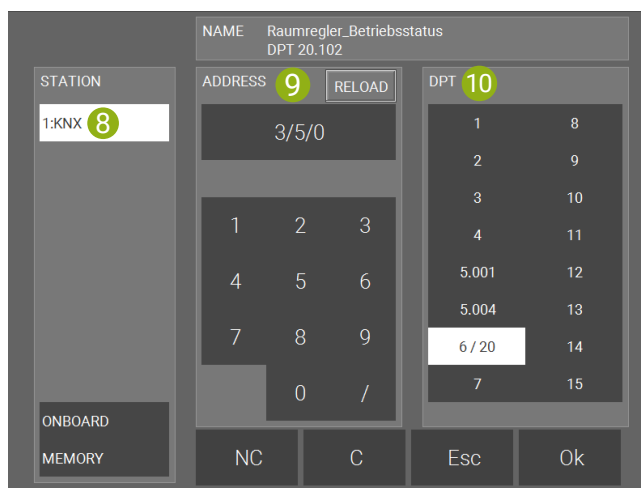 NAME Raumregler_Betriebsstatus
DPT 20.102
STATION
1:KNX 8
ONBOARD
MEMORY
ADDRESS 9 RELOAD
3/5/0
1 2 3
4 5 6
7 8 9
0 /
DPT 10
1 8
2 9
3 10
4 11
5.001 12
5.004 13
6 / 20 14
7 15
NC C Esc Ok